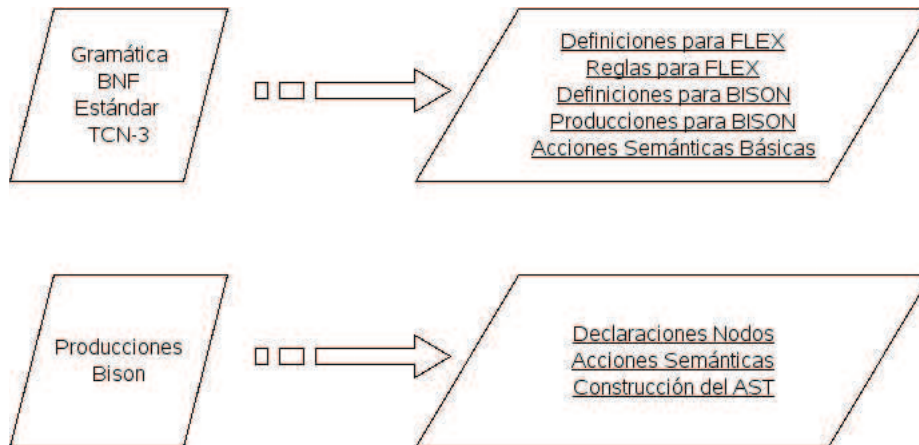 Gramática
BNF
Estándar
TCN-3
Definiciones para FLEX
Reglas para FLEX
Definiciones para BISON
Producciones para BISON
Acciones Semánticas Básicas
Producciones
Bison
Declaraciones Nodos
Acciones Semánticas
Construcción del AST